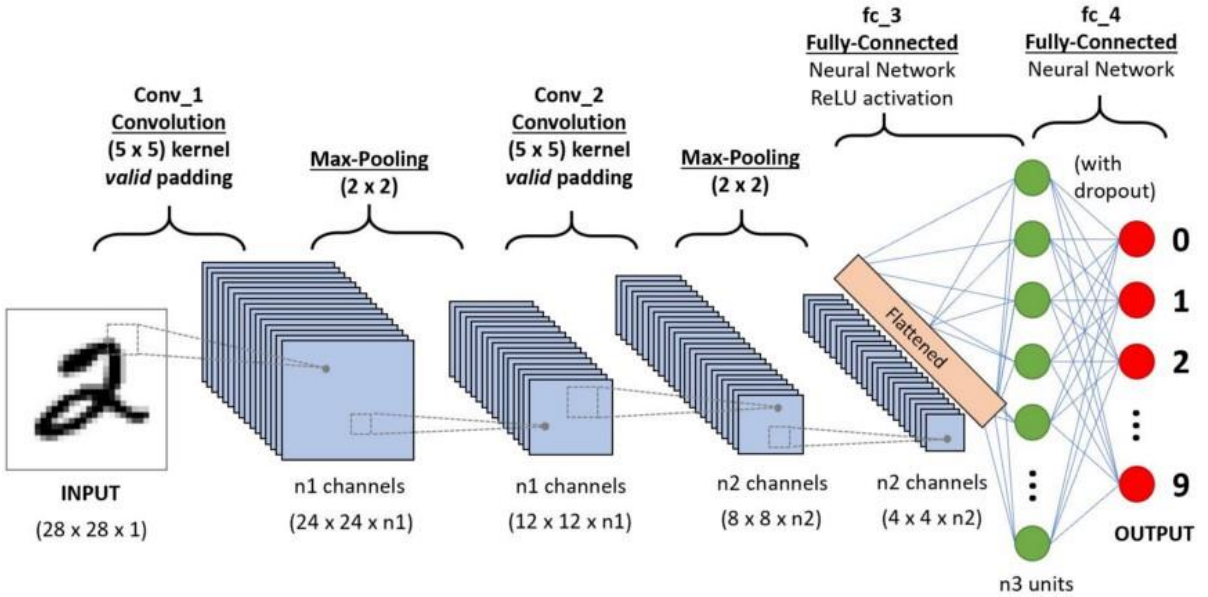 Conv_1
Convolution
(5 x 5) kernel
valid padding
Max-Pooling
(2 x 2)
Conv_2
Convolution
(5 x 5) kernel
valid padding
Max-Pooling
(2 x 2)
fc_3
Fully-Connected
Neural Network
ReLU activation
fc_4
Fully-Connected
Neural Network
(with
dropout)
Flattened
0
1
2
9
OUTPUT
2
INPUT
(28 x 28 x 1)
n1 channels
(24 x 24 x n1)
n1 channels
(12 x 12 x n1)
n2 channels
(8 x 8 x n2)
n2 channels
(4 x 4 x n2)
n3 units